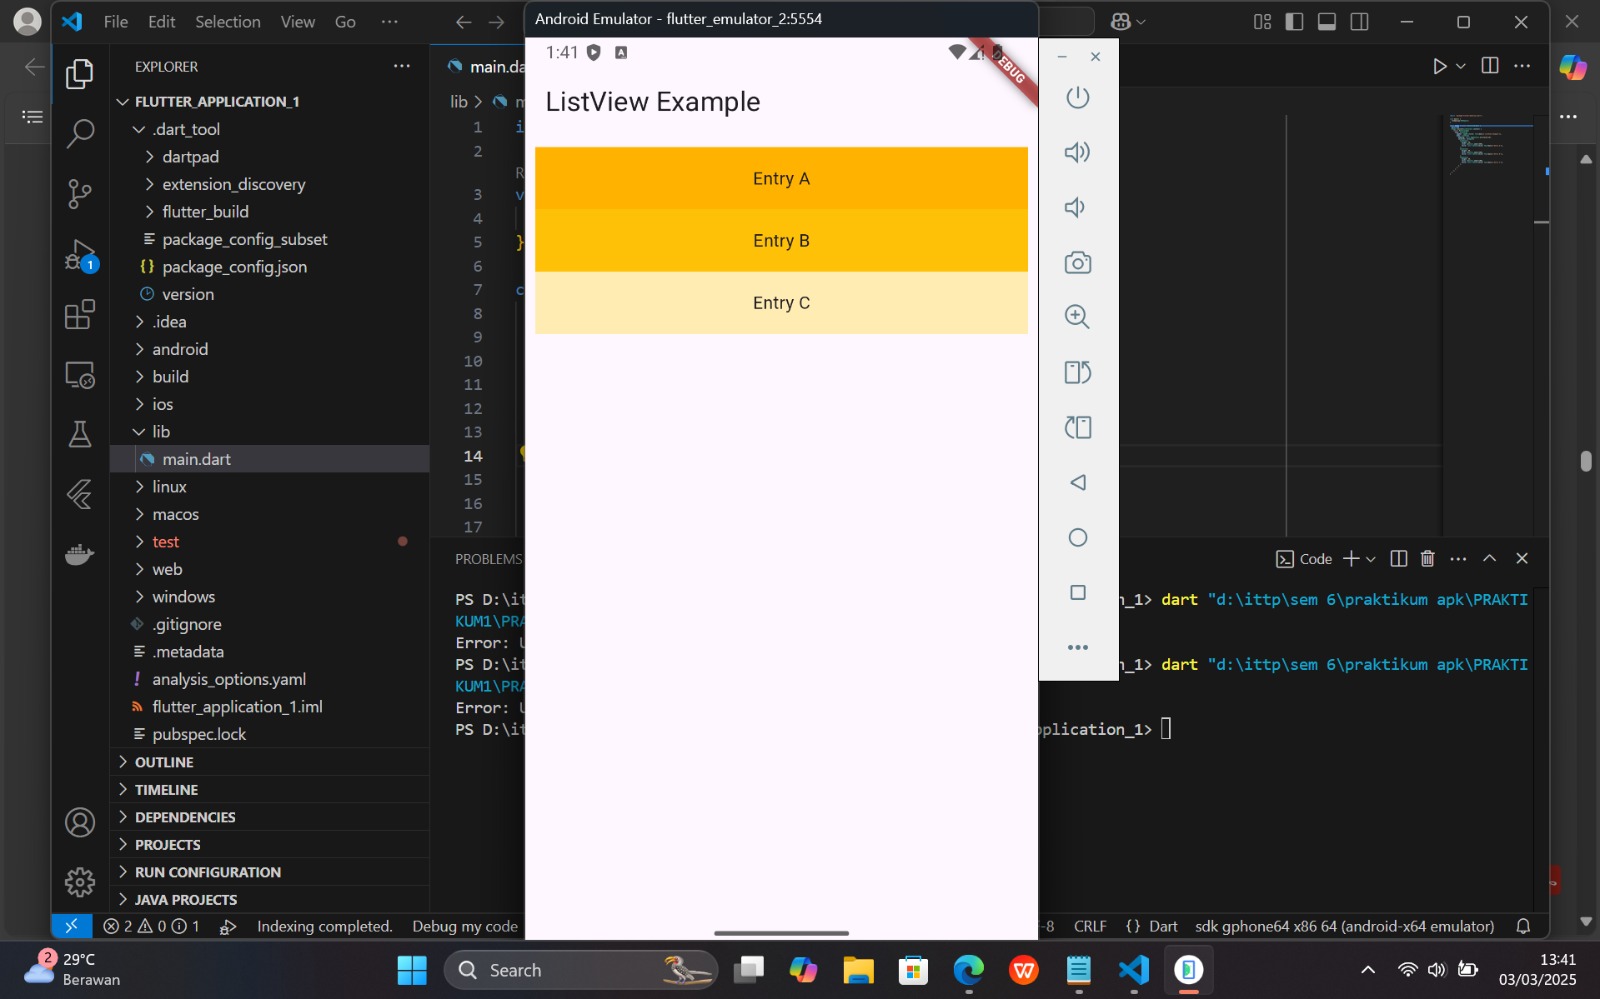 File Edit Selection View Go ···
Android Emulator - flutter_emulator_2:5554
EXPLORER
FLUTTER_APPLICATION_1
.dart_tool
dartpad
extension_discovery
flutter_build
package_config_subset
package_config.json
version
.idea
android
build
ios
lib
main.dart
linux
macos
test
web
windows
.gitignore
.metadata
analysis_options.yaml
flutter_application_1.iml
pubspec.lock
OUTLINE
TIMELINE
DEPENDENCIES
PROJECTS
RUN CONFIGURATION
JAVA PROJECTS
1
main.da
lib > m
1 i
2
R
3 v
4
5 }
6
7 c
8
9
10
11
12
13
14
15
16
17
1:41
DEBUG
ListView Example
Entry A
Entry B
Entry C
PROBLEMS
Code
PS D:\it
n_1> dart "d:\ittp\sem 6\praktikum apk\PRAKTI
KUM1\PRA
Error: U
PS D:\it
n_1> dart "d:\ittp\sem 6\praktikum apk\PRAKTI
KUM1\PRA
Error: U
PS D:\it
pplication_1>
2 0 1 Indexing completed. Debug my code
-8 CRLF {} Dart sdk gphone64 x86 64 (android-x64 emulator)
2 29°C
Berawan
Search
13:41
03/03/2025